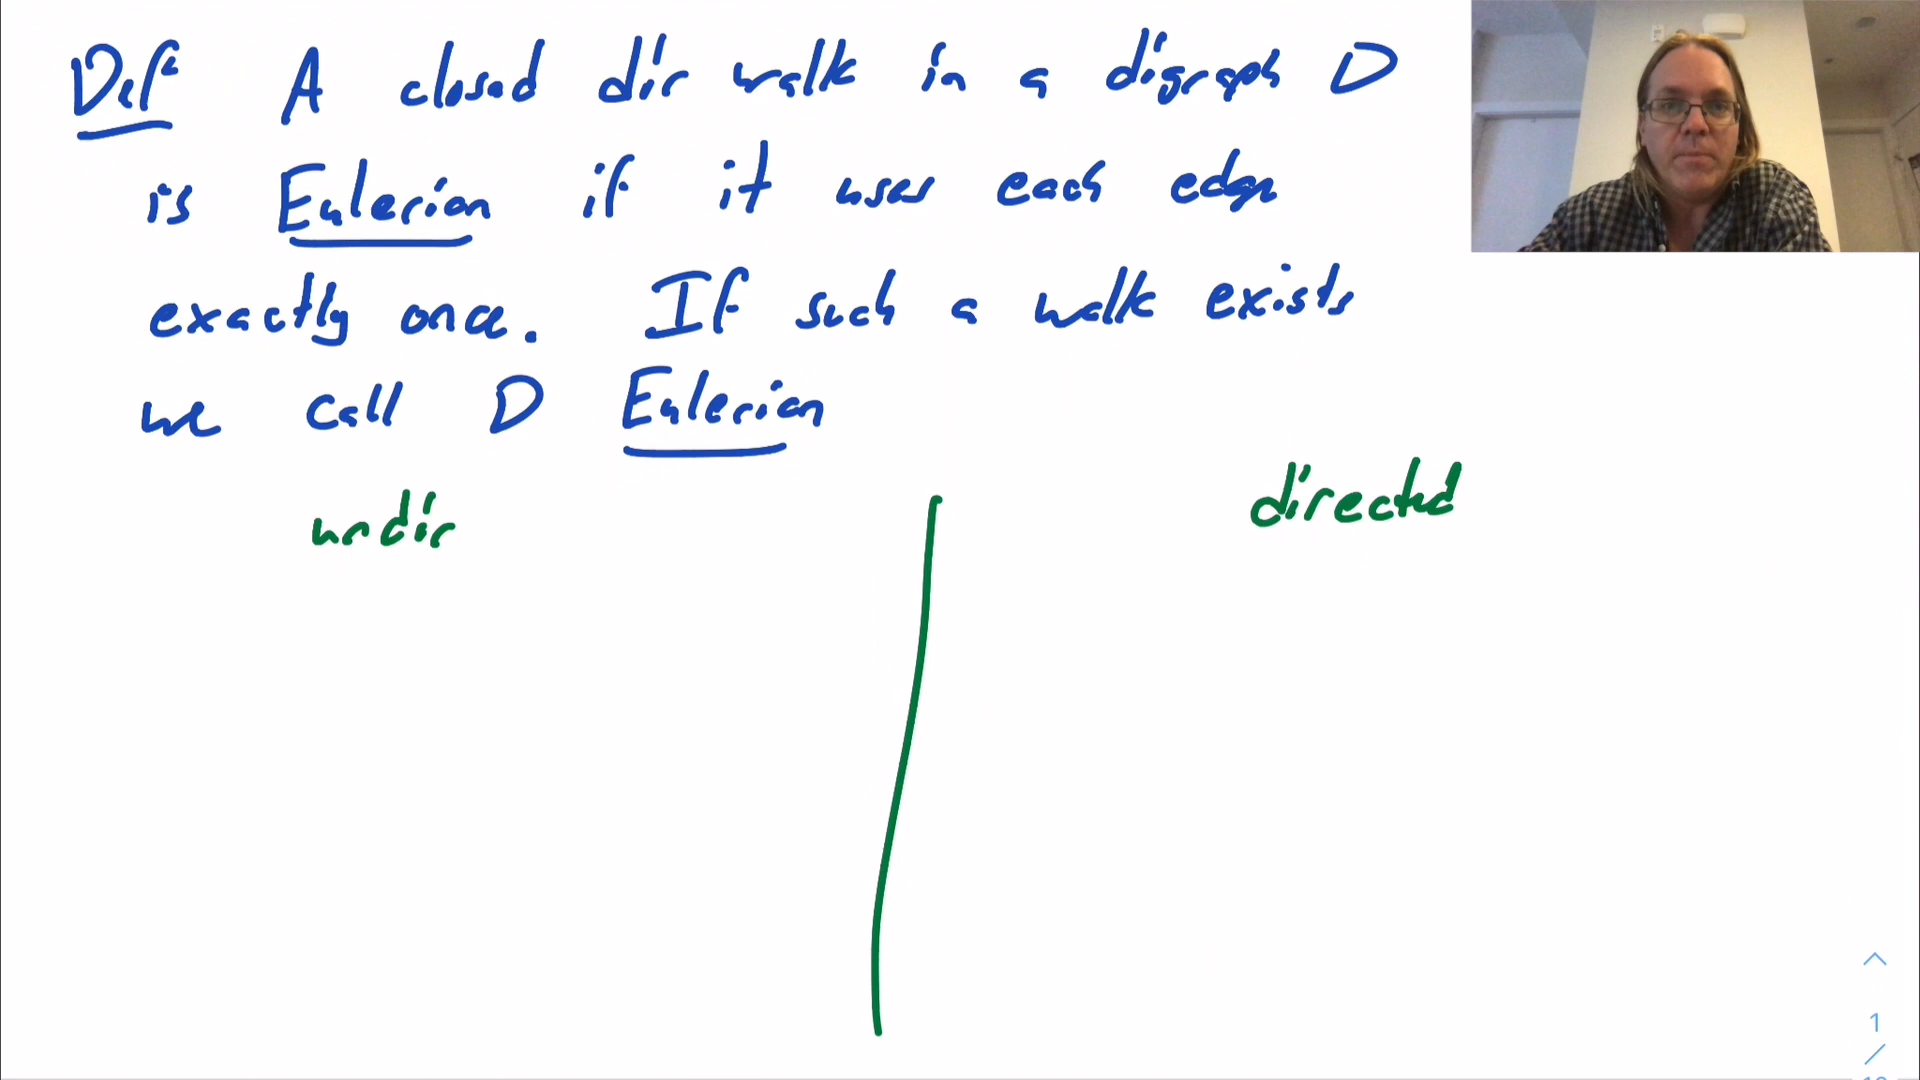 Def A closed dir walk in a digraph D
is Eulerian if it uses each edge
exactly once. If such a walk exists
we call D Eulerian
undir directed
1
/